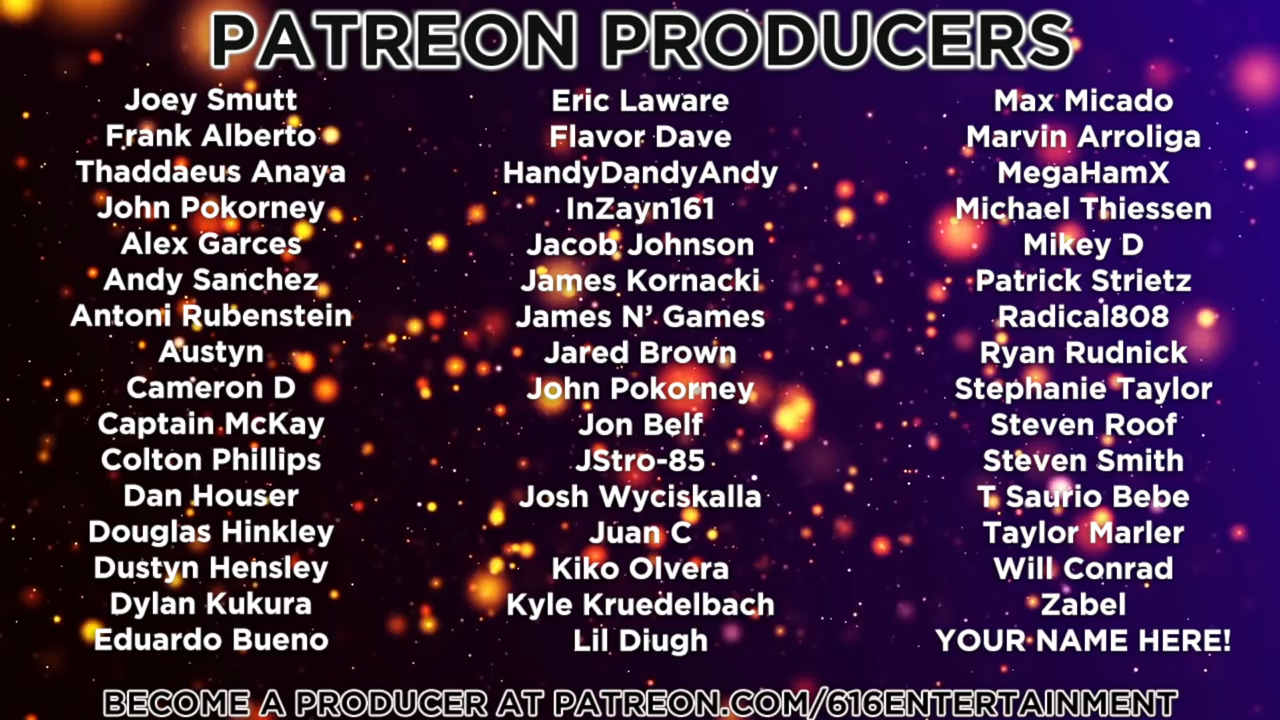 PATREON PRODUCERS
Joey Smutt
Frank Alberto
Thaddaeus Anaya
John Pokorney
Alex Garces
Andy Sanchez
Antoni Rubenstein
Austyn
Cameron D
Captain McKay
Colton Phillips
Dan Houser
Douglas Hinkley
Dustyn Hensley
Dylan Kukura
Eduardo Bueno
Eric Laware
Flavor Dave
HandyDandyAndy
InZayn161
Jacob Johnson
James Kornacki
James N’ Games
Jared Brown
John Pokorney
Jon Belf
JStro-85
Josh Wyciskalla
Juan C
Kiko Olvera
Kyle Kruedelbach
Lil Diugh
Max Micado
Marvin Arroliga
MegaHamX
Michael Thiessen
Mikey D
Patrick Strietz
Radical808
Ryan Rudnick
Stephanie Taylor
Steven Roof
Steven Smith
T Saurio Bebe
Taylor Marler
Will Conrad
Zabel
YOUR NAME HERE!
BECOME A PRODUCER AT PATREON.COM/616ENTERTAINMENT